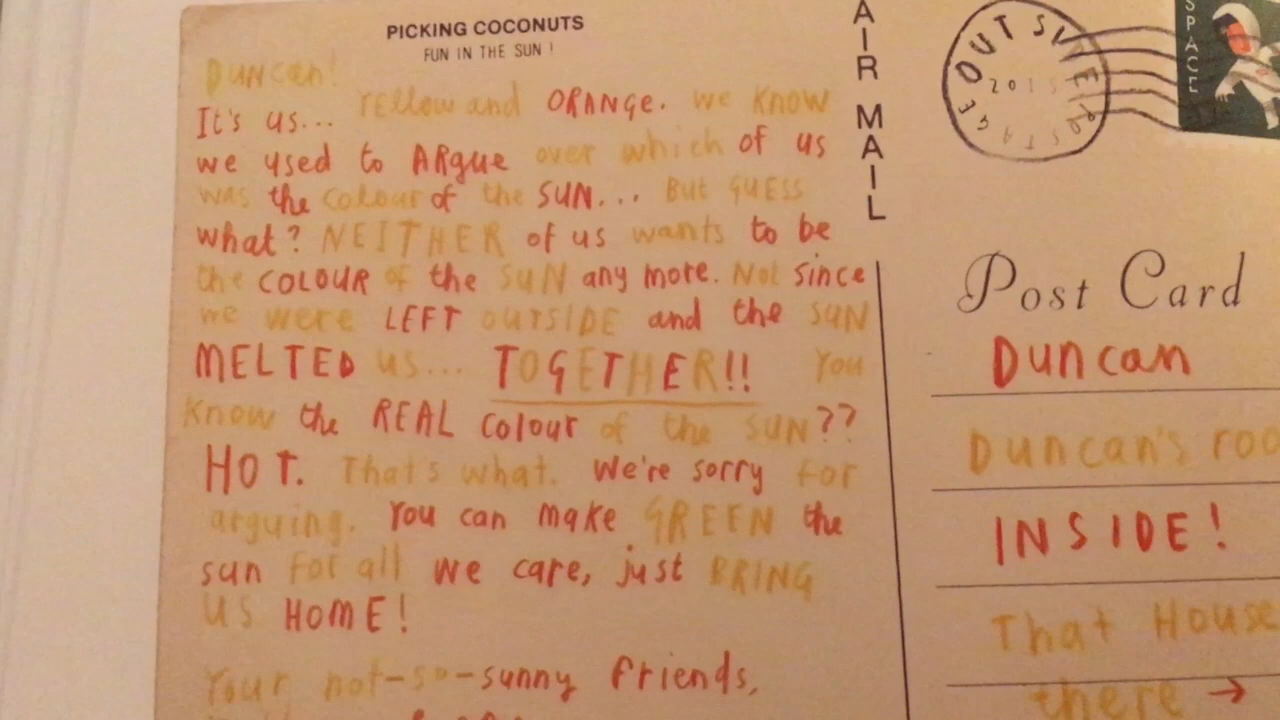 PICKING COCONUTS
FUN IN THE SUN!
Duncan!
It's us... Yellow and ORANGE. We know
we used to ARgue over which of us
was the colour of the SUN... But GUESS
what? NEITHER of us wants to be
the COLOUR of the SUN any more. Not since
we were LEFT OUTSIDE and the SUN
MELTED us... TOGETHER!! You
know the REAL colour of the SUN??
HOT. That's what. We're sorry for
arguing. You can make GREEN the
sun for all we care, just BRING
US HOME!
Your not-so-sunny friends,
AIR MAIL
OUT SIDE POSTAGE
201
SPACE
Post Card
Duncan
Duncan's
INSIDE!
That House
there →